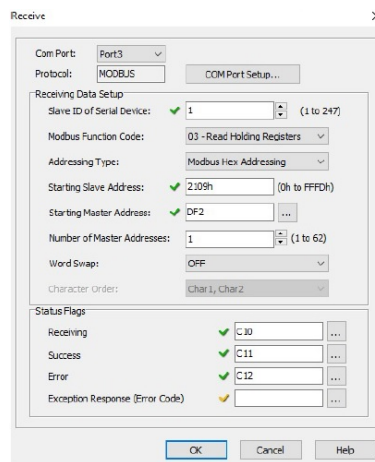 Receive
Com Port: Port3
Protocol: MODBUS COM Port Setup...
Receiving Data Setup
Slave ID of Serial Device: 1 (1 to 247)
Modbus Function Code: 03 - Read Holding Registers
Addressing Type: Modbus Hex Addressing
Starting Slave Address: 2109h (0h to FFFDh)
Starting Master Address: DF2 ...
Number of Master Addresses: 1 (1 to 62)
Word Swap: OFF
Character Order: Char1, Char2
Status Flags
Receiving C10 ...
Success C11 ...
Error C12 ...
Exception Response (Error Code) ...
OK Cancel Help